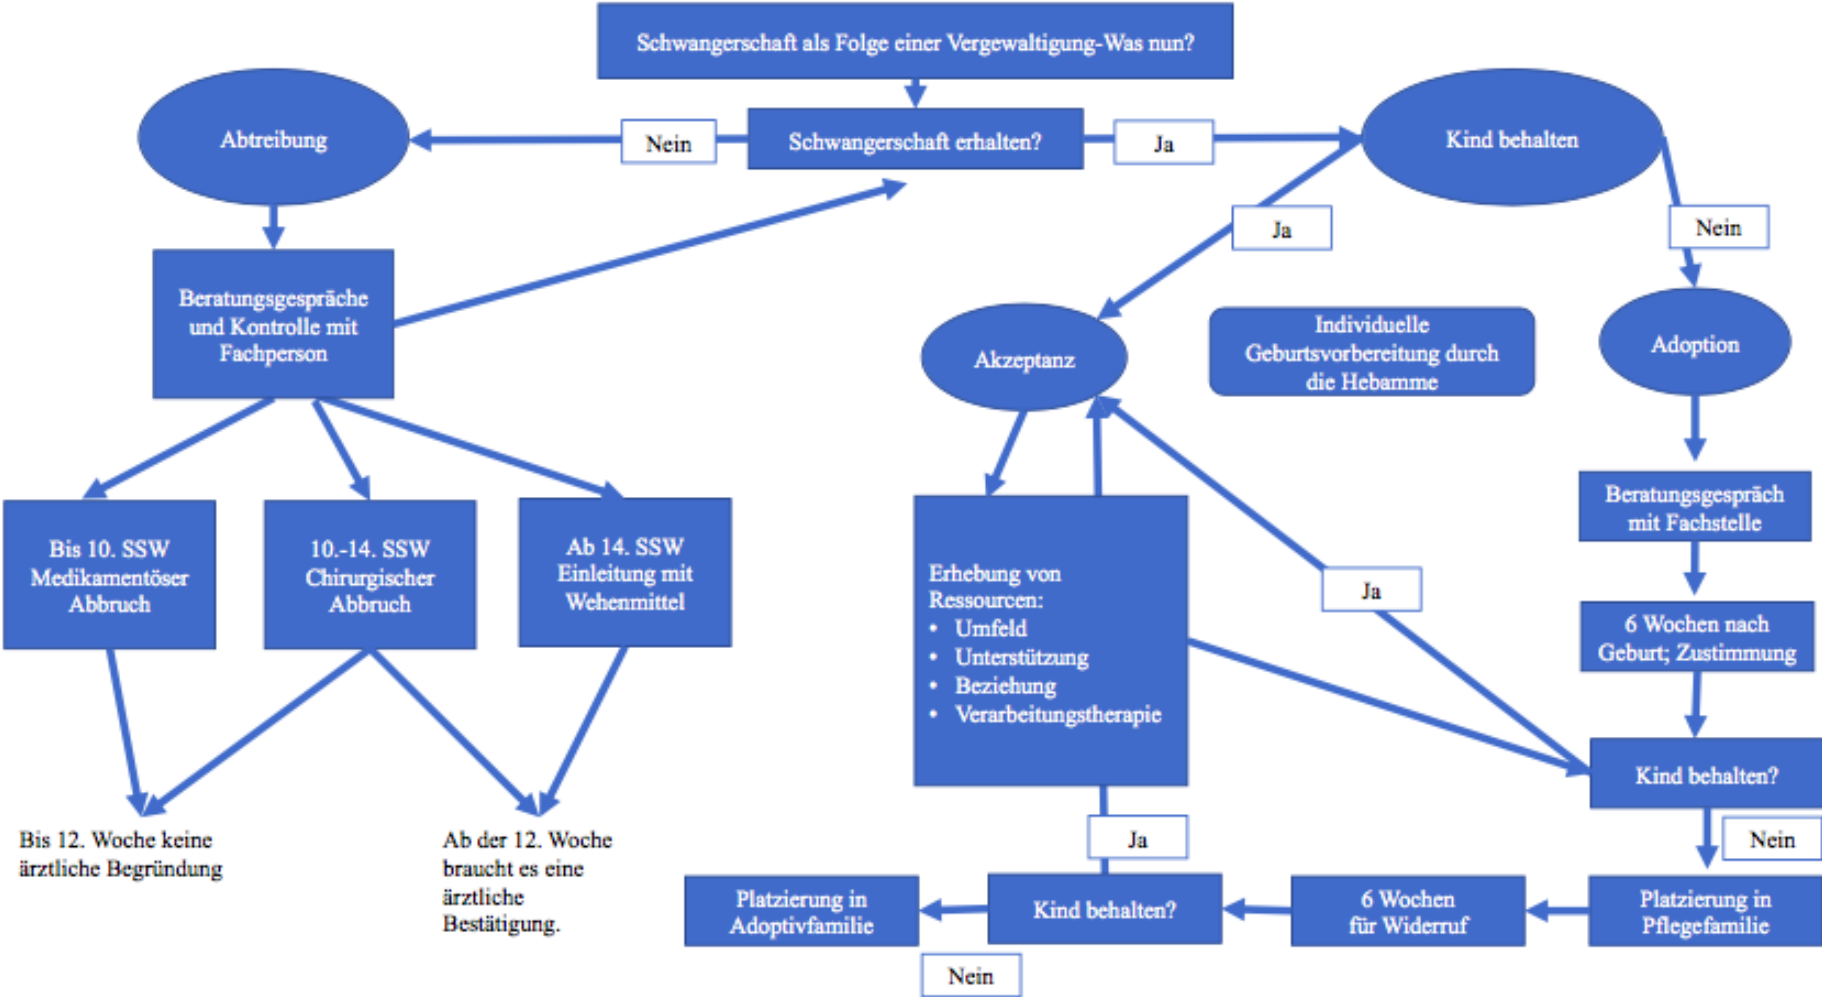 Schwangerschaft als Folge einer Vergewaltigung-Was nun?
Abtreibung
Nein
Schwangerschaft erhalten?
Ja
Kind behalten
Ja
Nein
Beratungsgespräche
und Kontrolle mit
Fachperson
Akzeptanz
Individuelle
Geburtsvorbereitung durch
die Hebamme
Adoption
Bis 10. SSW
Medikamentöser
Abbruch
10.-14. SSW
Chirurgischer
Abbruch
Ab 14. SSW
Einleitung mit
Wehenmittel
Erhebung von
Ressourcen:
• Umfeld
• Unterstützung
• Beziehung
• Verarbeitungstherapie
Ja
Beratungsgespräch
mit Fachstelle
6 Wochen nach
Geburt; Zustimmung
Kind behalten?
Nein
Bis 12. Woche keine
ärztliche Begründung
Ab der 12. Woche
braucht es eine
ärztliche
Bestätigung.
Ja
Platzierung in
Adoptivfamilie
Kind behalten?
6 Wochen
für Widerruf
Platzierung in
Pflegefamilie
Nein